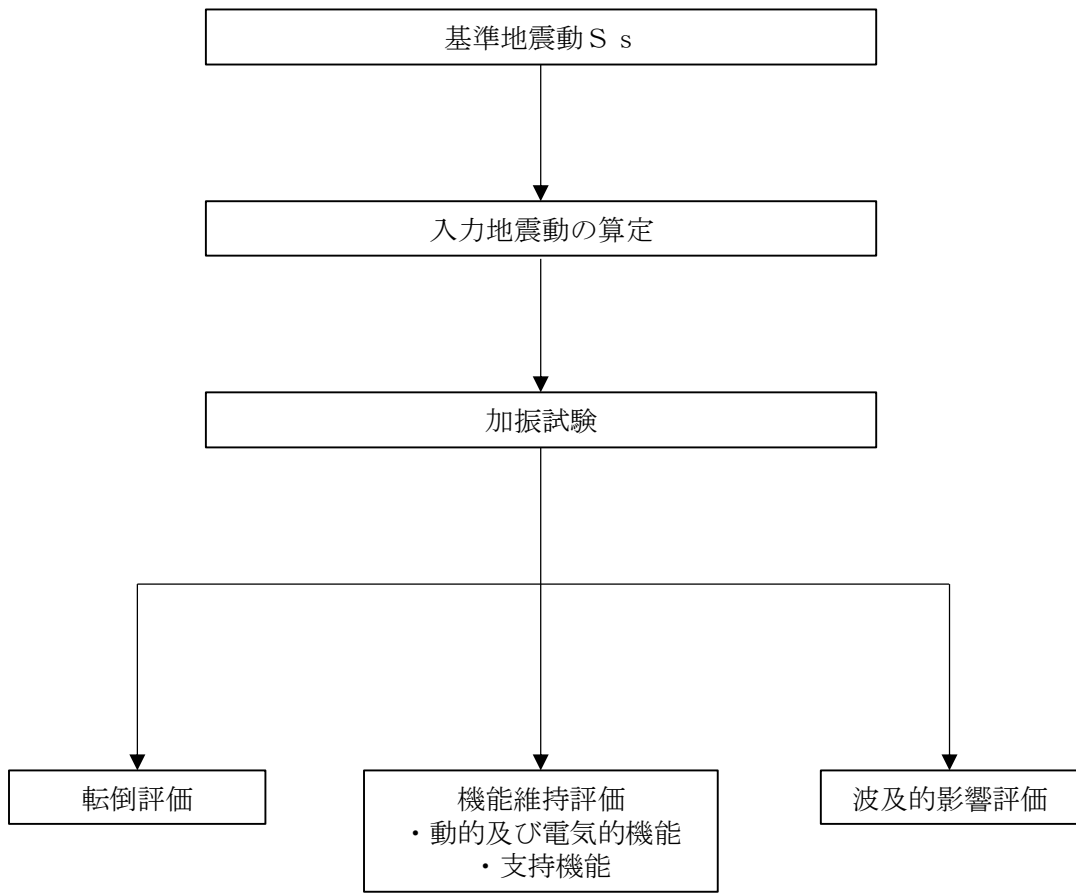 基準地震動Ｓｓ
入力地震動の算定
加振試験
転倒評価
機能維持評価
・動的及び電気的機能
・支持機能
波及的影響評価